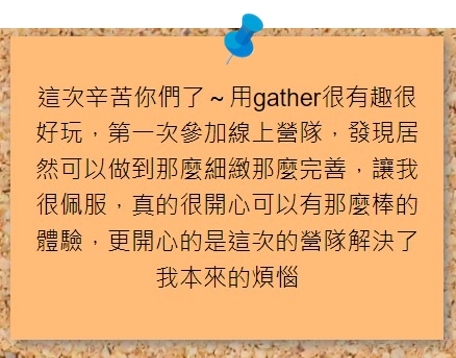 這次辛苦你們了~用gather很有趣很
好玩，第一次參加線上營隊，發現居
然可以做到那麼細緻那麼完善，讓我
很佩服，真的很開心可以有那麼棒的
體驗，更開心的是這次的營隊解決了
我本來的煩惱